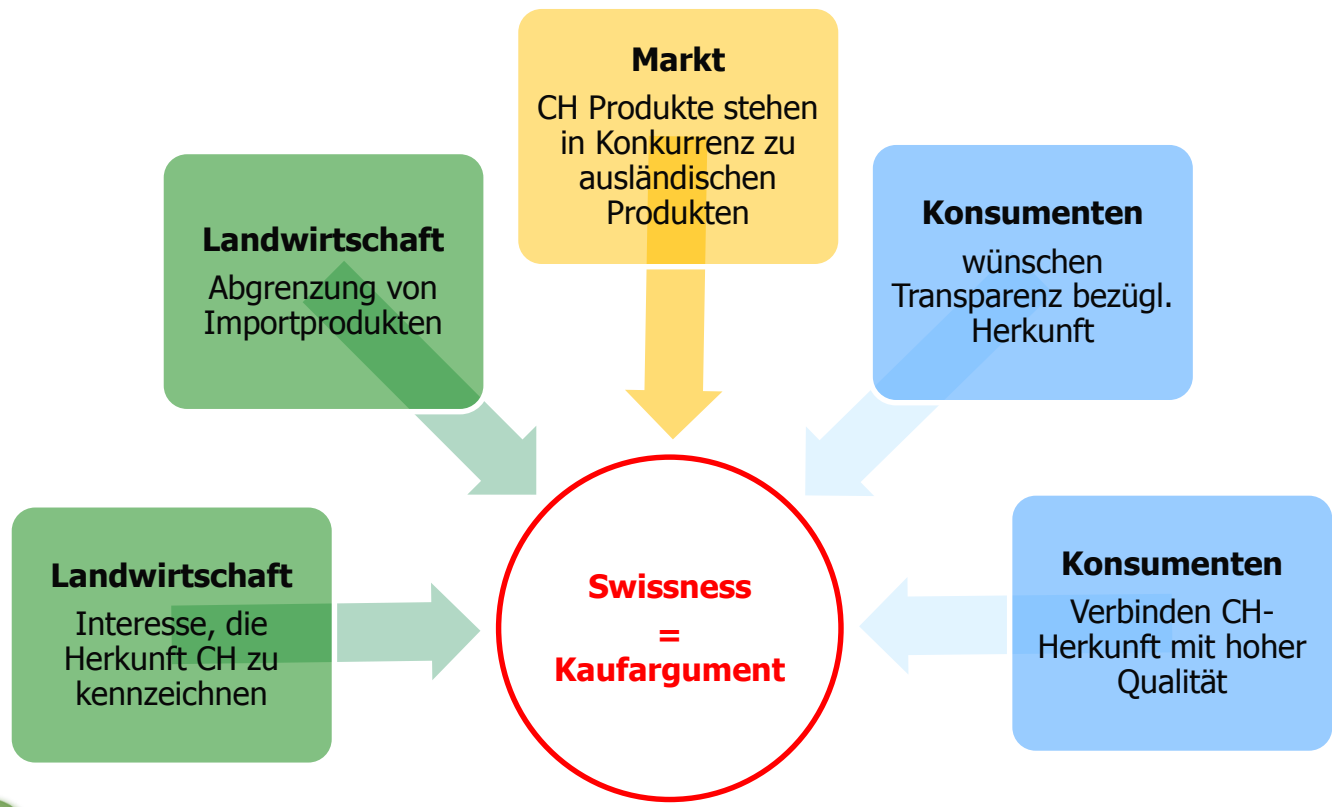 Markt
CH Produkte stehen
in Konkurrenz zu
ausländischen
Produkten
Landwirtschaft
Abgrenzung von
Importprodukten
Konsumenten
wünschen
Transparenz bezügl.
Herkunft
Landwirtschaft
Interesse, die
Herkunft CH zu
kennzeichnen
Swissness
=
Kaufargument
Konsumenten
Verbinden CH-
Herkunft mit hoher
Qualität